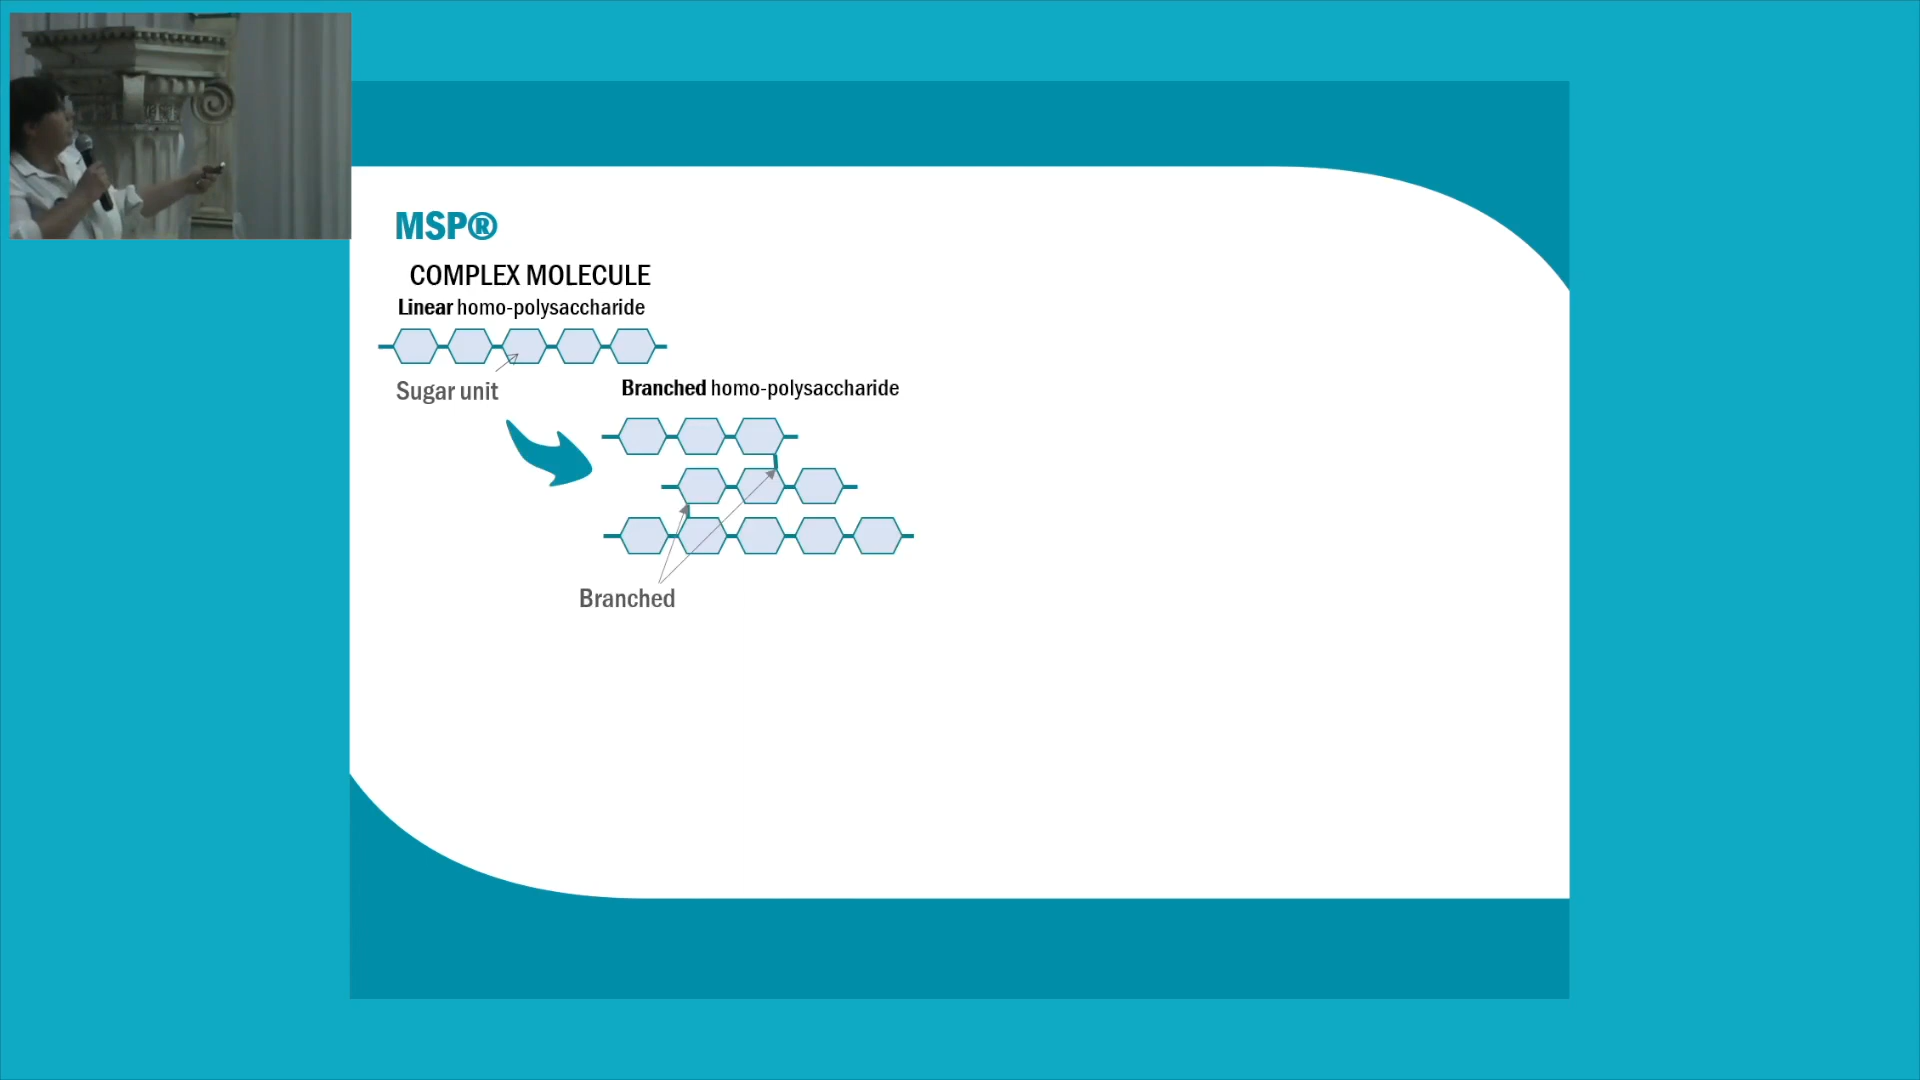 MSP®
COMPLEX MOLECULE
Linear homo-polysaccharide
Sugar unit
Branched homo-polysaccharide
Branched